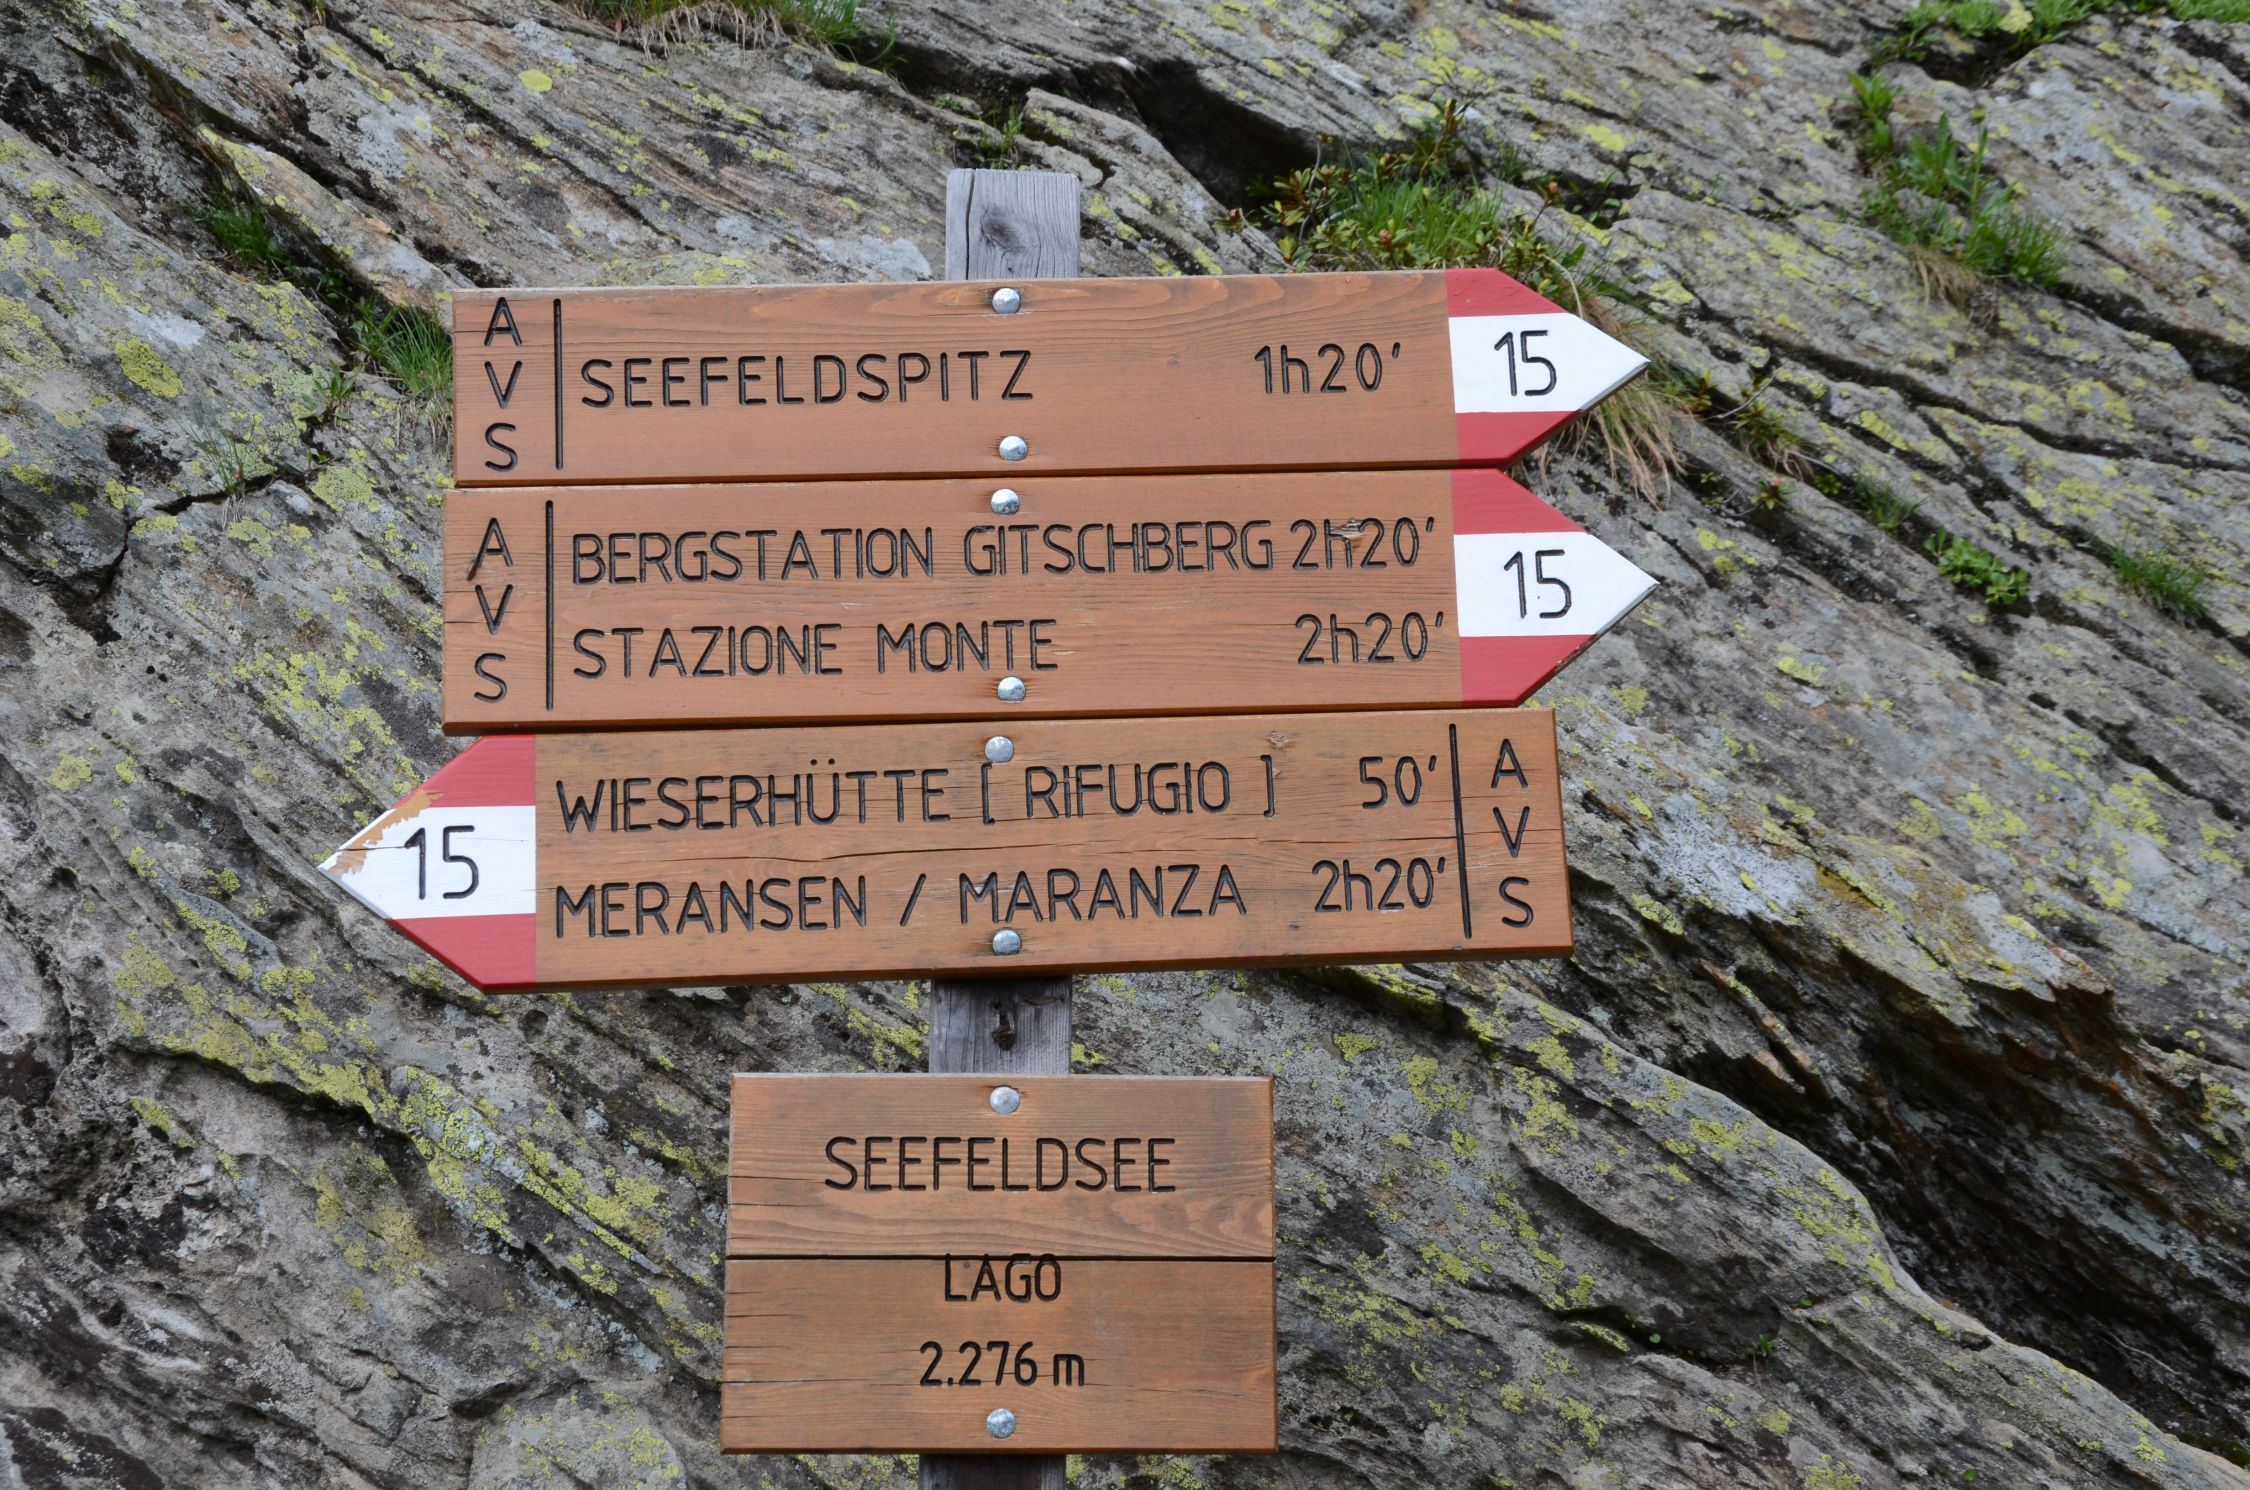 AVS
SEEFELDSPITZ 1h20' 15
AVS
BERGSTATION GITSCHBERG 2h20'
STAZIONE MONTE 2h20'
15
15
WIESERHÜTTE [RIFUGIO] 50'
MERANSEN / MARANZA 2h20'
AVS
SEEFELDSEE
LAGO
2.276 m